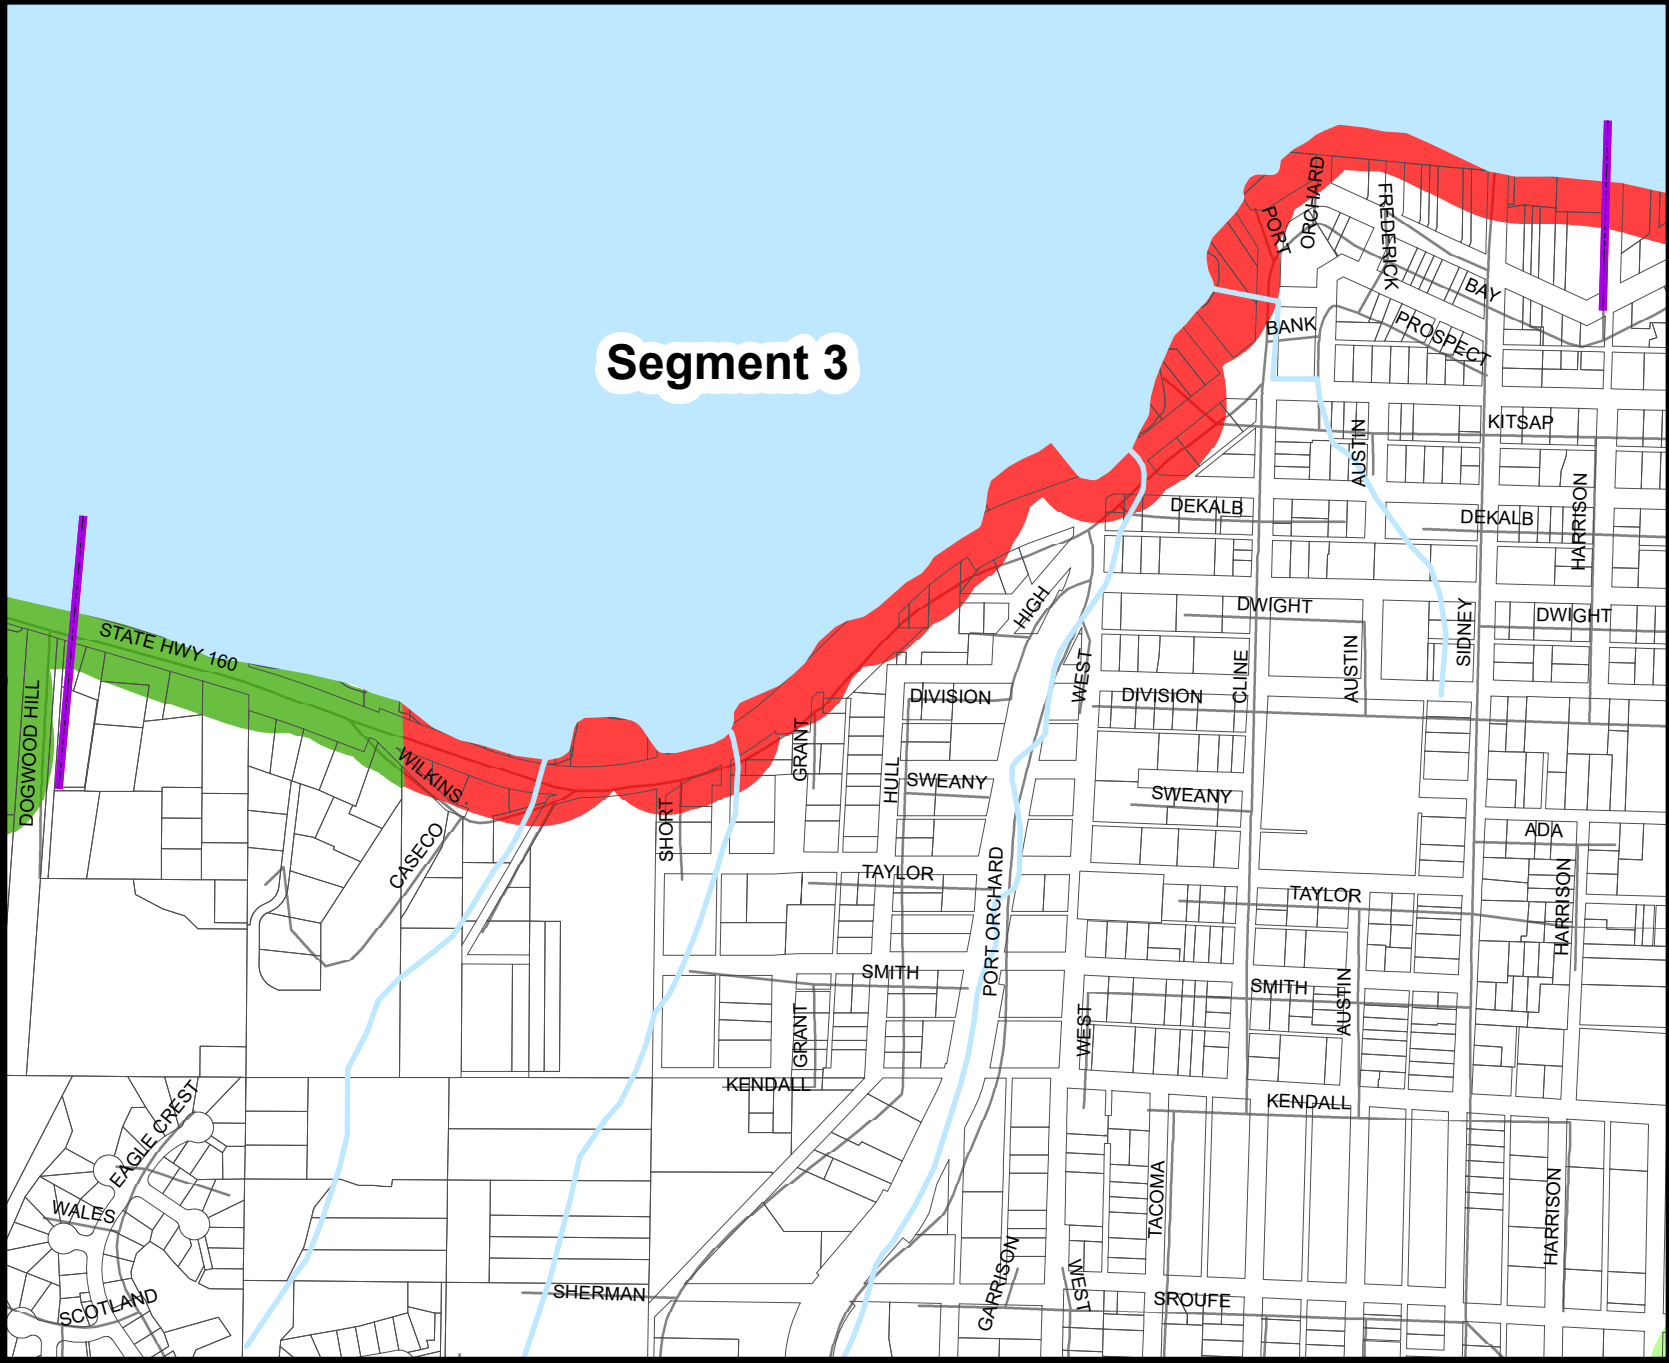 ORCHARD
PORT
FREDERICK
BAY
BANK
PROSPECT
Segment 3
KITSAP
AUSTIN
HARRISON
DEKALB
DEKALB
HIGH
DWIGHT
DWIGHT
SIDNEY
STATE HWY 160
WEST
CLINE
AUSTIN
DOGWOOD HILL
DIVISION
DIVISION
GRANT
WILKINS
HULL
SWEANY
SWEANY
SHORT
CASECO
ADA
TAYLOR
TAYLOR
PORT ORCHARD
HARRISON
SMITH
SMITH
AUSTIN
GRANT
WEST
KENDALL
KENDALL
EAGLE CREST
TACOMA
HARRISON
WALES
GARRISON
WEST
SHERMAN
SROUFE
SCOTLAND